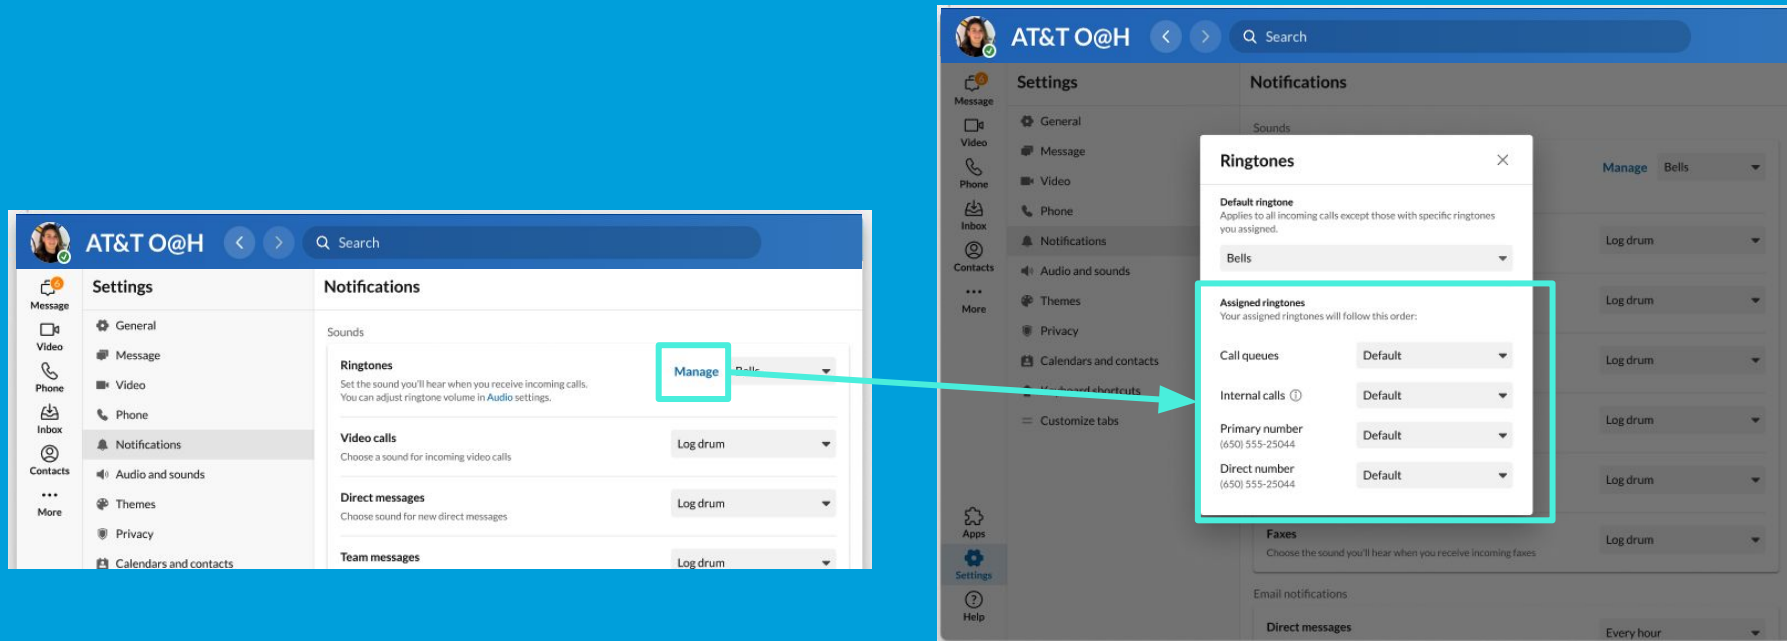 AT&T O@H
Search
6
Message
Video
Phone
Inbox
Contacts
More
Settings
General
Message
Video
Phone
Notifications
Audio and sounds
Themes
Privacy
Calendars and contacts
Notifications
Sounds
Ringtones
Set the sound you'll hear when you receive incoming calls.
You can adjust ringtone volume in Audio settings.
Manage
Bells
Video calls
Choose a sound for incoming video calls
Log drum
Direct messages
Choose sound for new direct messages
Log drum
Team messages
Log drum
AT&T O@H
Search
6
Message
Video
Phone
Inbox
Contacts
More
Apps
Settings
Help
Settings
General
Message
Video
Phone
Notifications
Audio and sounds
Themes
Privacy
Calendars and contacts
Keyboard shortcuts
Customize tabs
Notifications
Sounds
Manage
Bells
Log drum
Log drum
Log drum
Log drum
Log drum
Ringtones
Default ringtone
Applies to all incoming calls except those with specific ringtones
you assigned.
Bells
Assigned ringtones
Your assigned ringtones will follow this order:
Call queues
Default
Internal calls
Default
Primary number
(650) 555-25044
Default
Direct number
(650) 555-25044
Default
Faxes
Choose the sound you'll hear when you receive incoming faxes
Log drum
Email notifications
Direct messages
Every hour